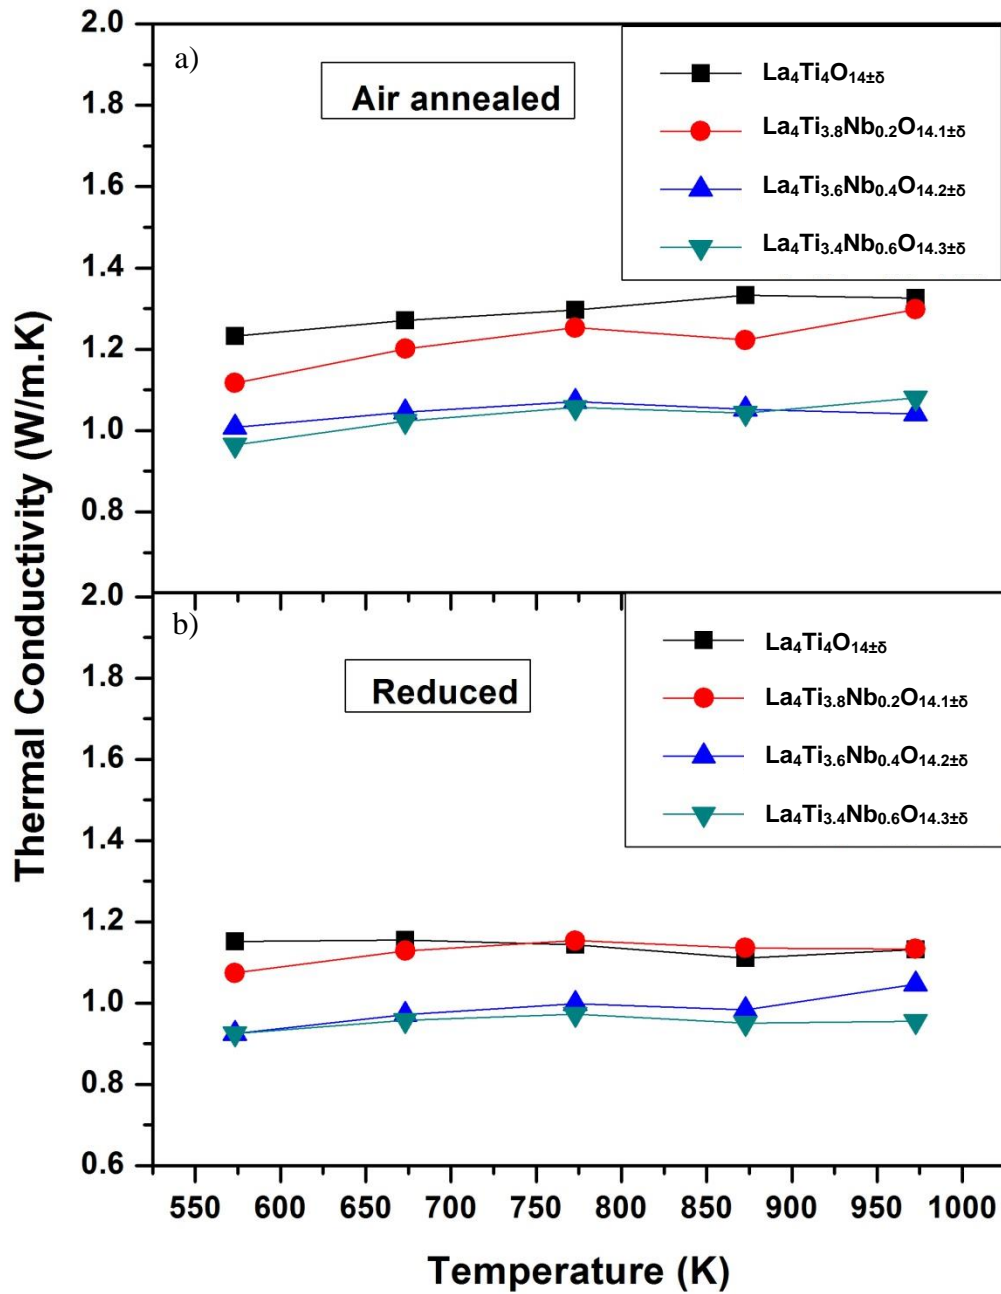 a)
Air annealed
La₄Ti₄O₁₄±δ
La₄Ti₃.₈Nb₀.₂O₁₄.₁±δ
La₄Ti₃.₆Nb₀.₄O₁₄.₂±δ
La₄Ti₃.₄Nb₀.₆O₁₄.₃±δ
2.0
1.8
1.6
1.4
1.2
1.0
0.8
Thermal Conductivity (W/m.K)
b)
Reduced
La₄Ti₄O₁₄±δ
La₄Ti₃.₈Nb₀.₂O₁₄.₁±δ
La₄Ti₃.₆Nb₀.₄O₁₄.₂±δ
La₄Ti₃.₄Nb₀.₆O₁₄.₃±δ
2.0
1.8
1.6
1.4
1.2
1.0
0.8
0.6
550 600 650 700 750 800 850 900 950 1000
Temperature (K)